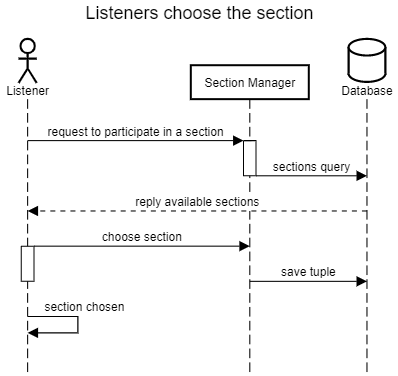 Listeners choose the section
Listener
Section Manager
Database
request to participate in a section
sections query
reply available sections
choose section
save tuple
section chosen